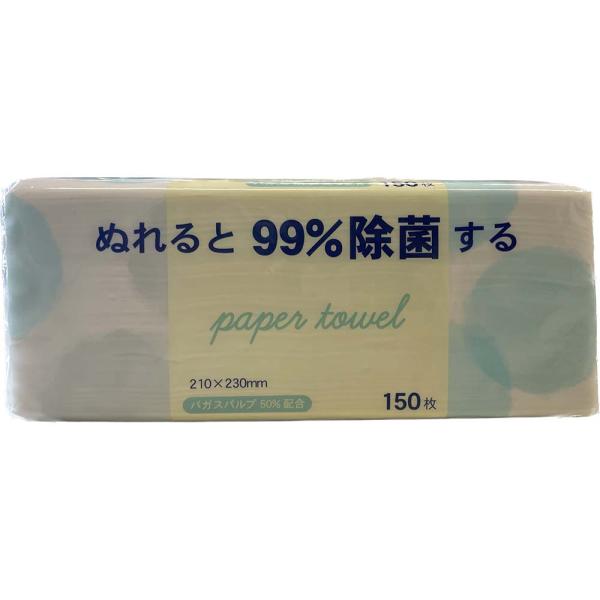 150枚
ぬれると 99%除菌 する
paper towel
210×230mm
バガスパルプ 50%配合
150枚